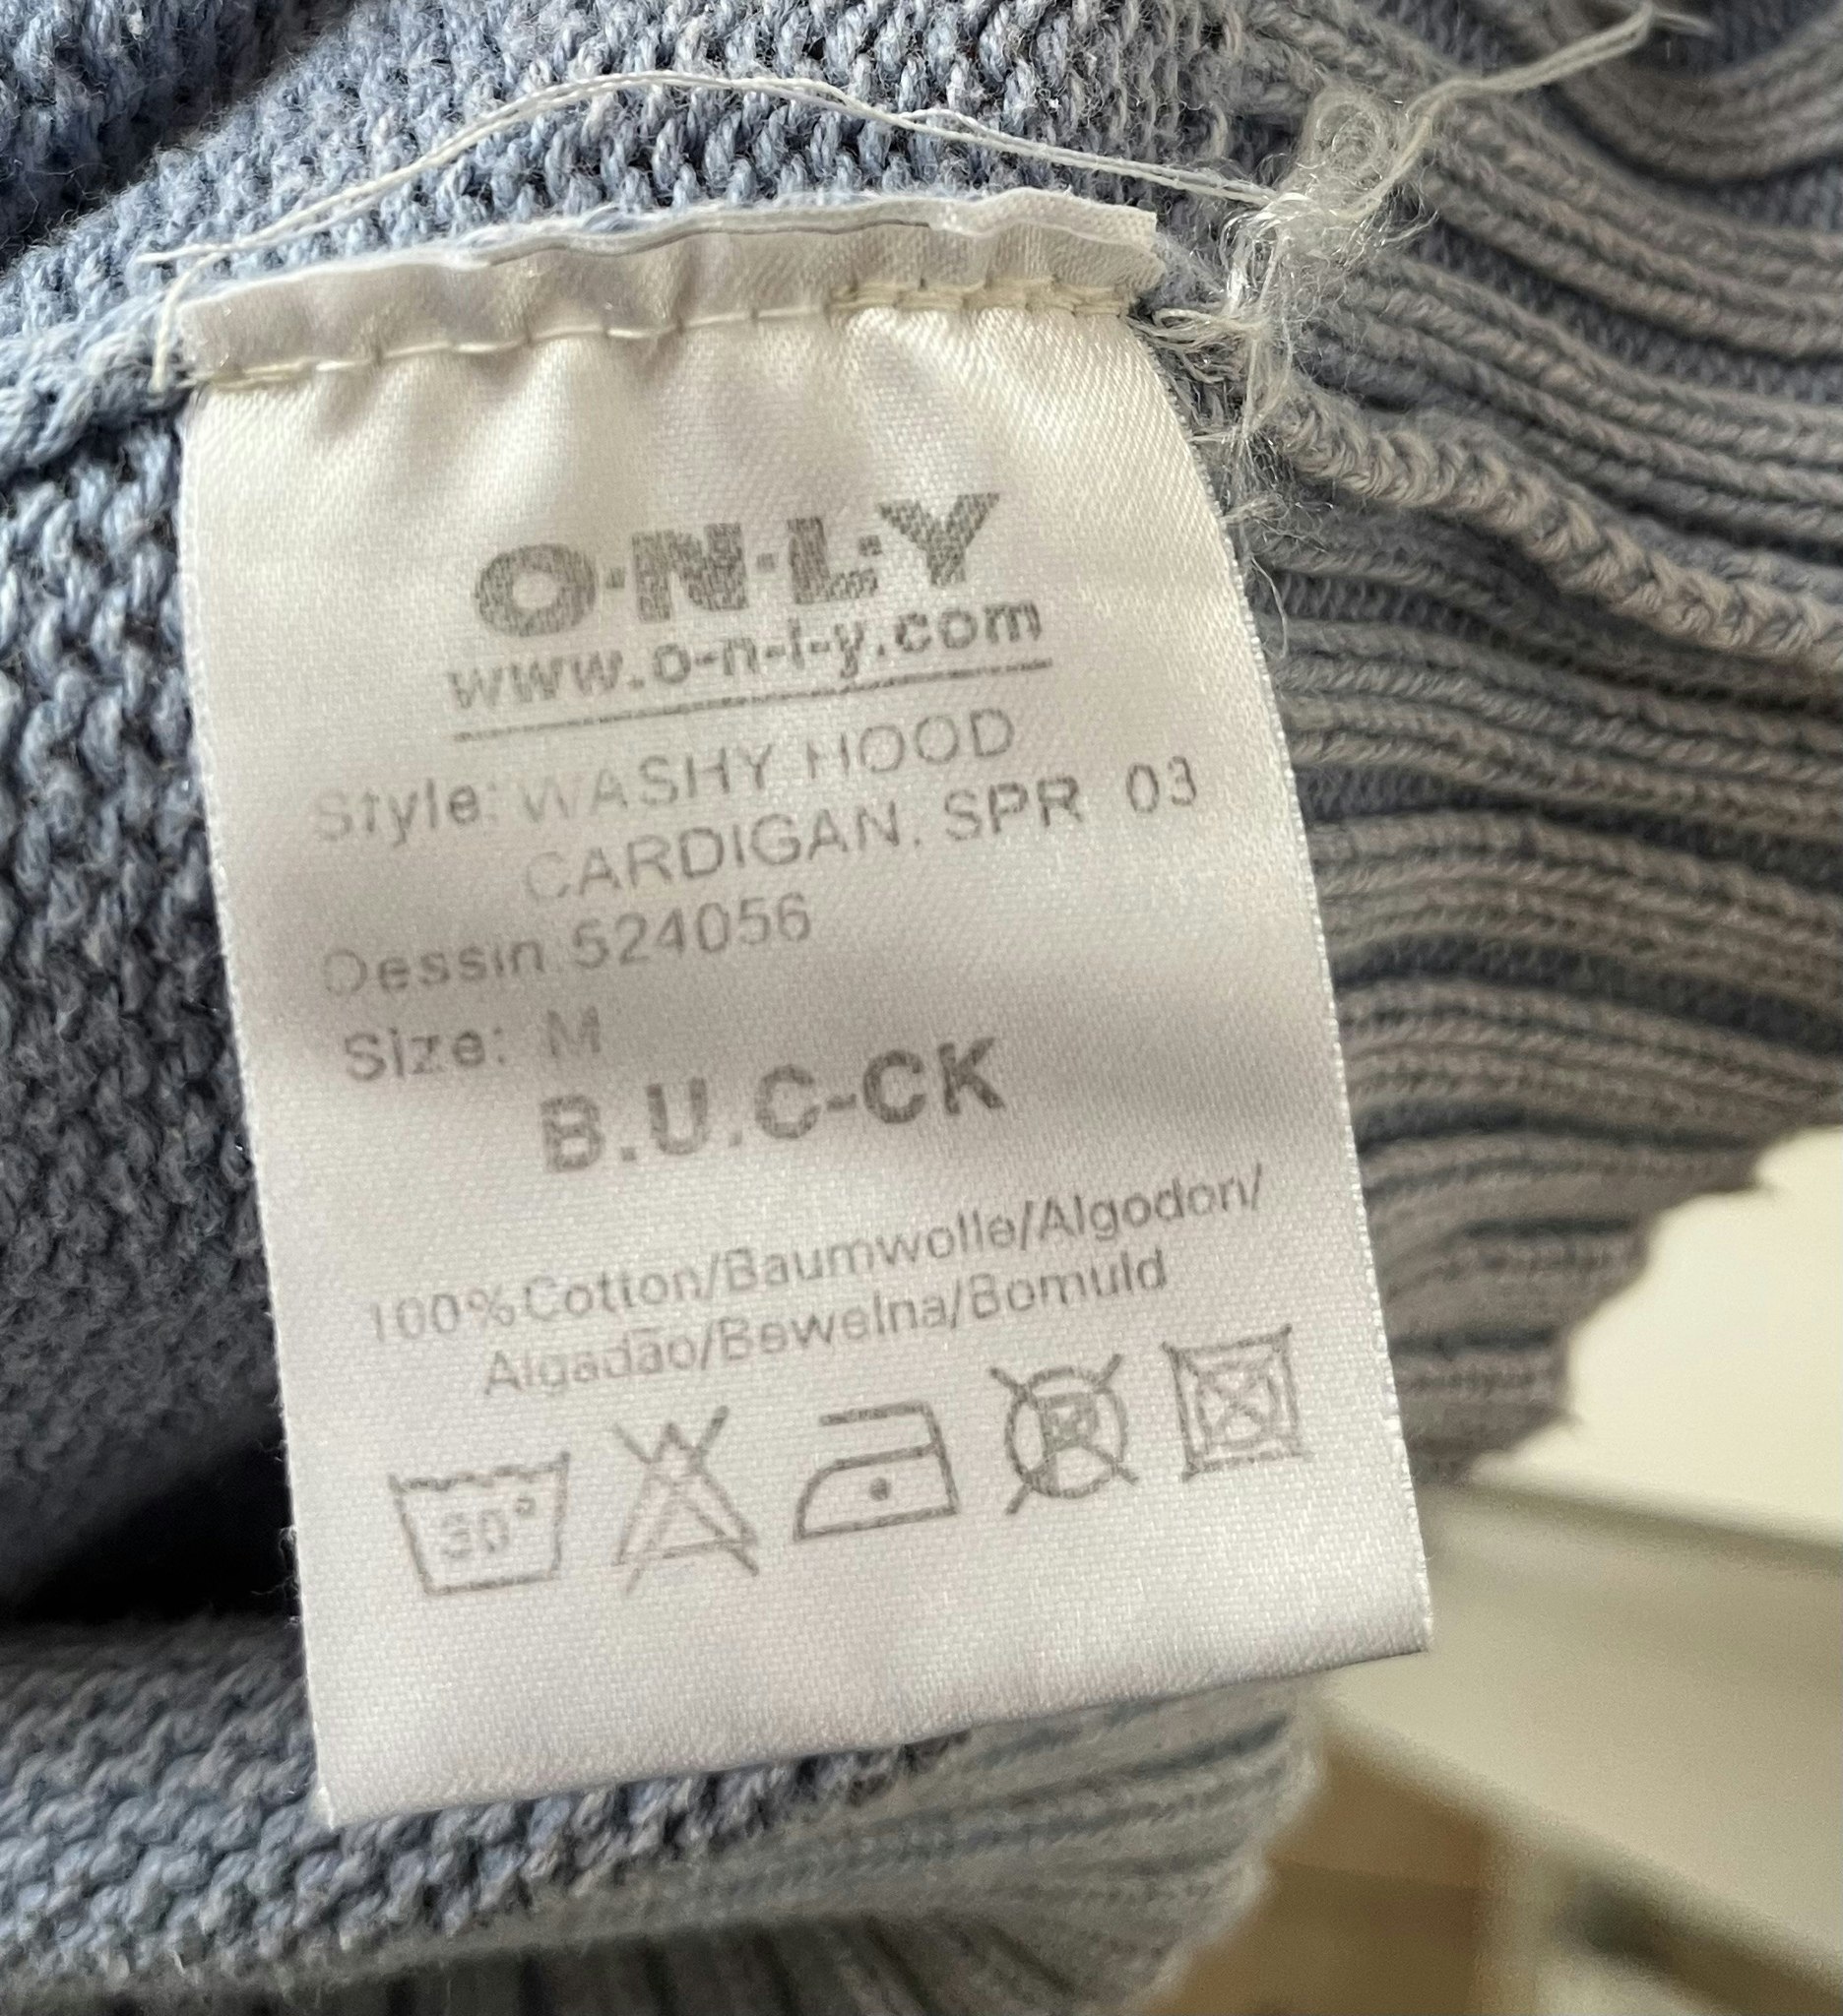 O·N·L·Y
www.o-n-l-y.com
Style: WASHY HOOD
CARDIGAN. SPR 03
Dessin: 524056
Size: M
B.U.C-CK
100%Cotton/Baumwolle/Algodon/
Algadão/Bewelna/Bomuld
30°
R